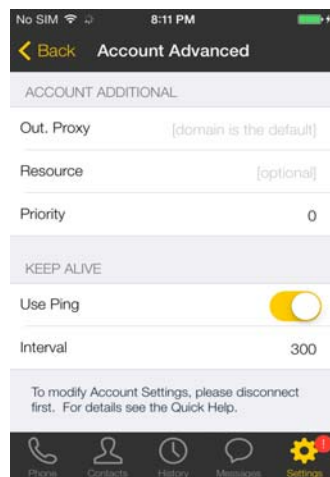 No SIM 8:11 PM
Back Account Advanced
ACCOUNT ADDITIONAL
Out. Proxy [domain is the default]
Resource [optional]
Priority 0
KEEP ALIVE
Use Ping
Interval 300
To modify Account Settings, please disconnect
first. For details see the Quick Help.
!
Phone Contacts History Messages Settings